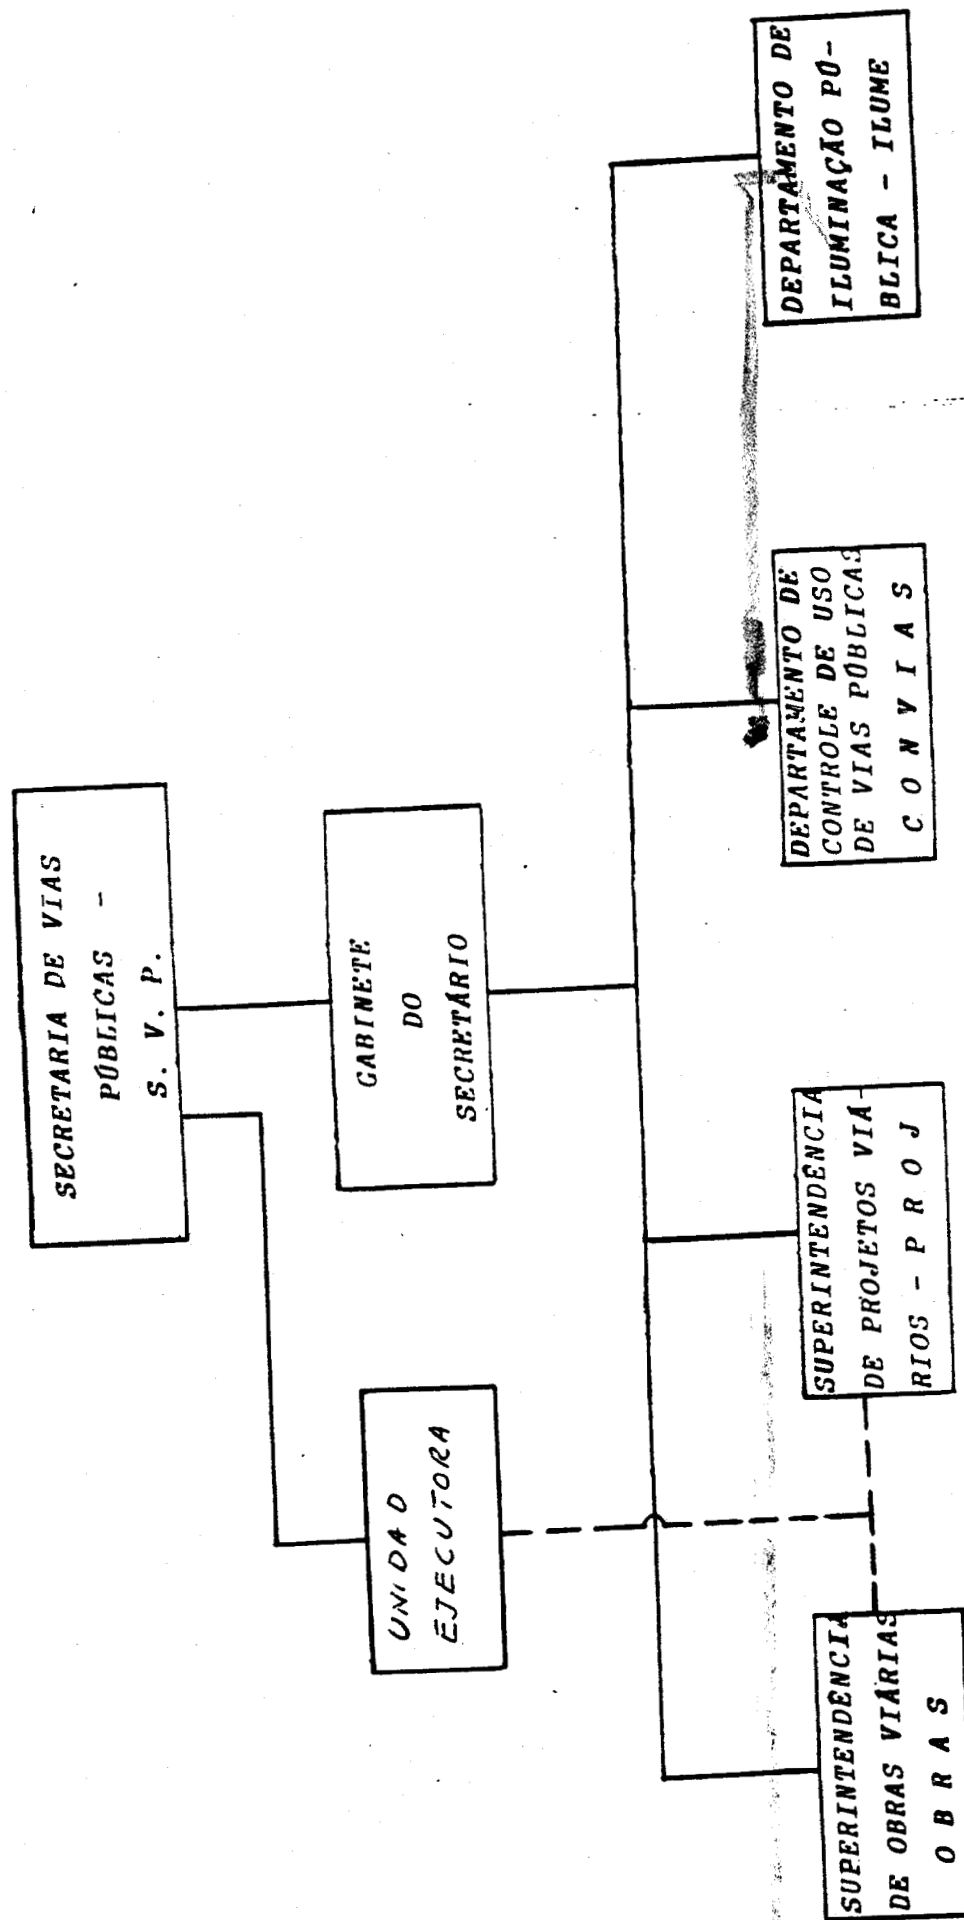 SECRETARIA DE VIAS
PÚBLICAS -
S. V. P.
GABINETE
DO
SECRETÁRIO
UNIDAD
EJECUTORA
SUPERINTENDÊNCIA
DE OBRAS VIÁRIAS
O B R A S
SUPERINTENDÊNCIA
DE PROJETOS VIÁ-
RIOS - P R O J
DEPARTAMENTO DE
CONTROLE DE USO
DE VIAS PÚBLICAS
C O N V I A S
DEPARTAMENTO DE
ILUMINAÇÃO PÚ-
BLICA - ILUME